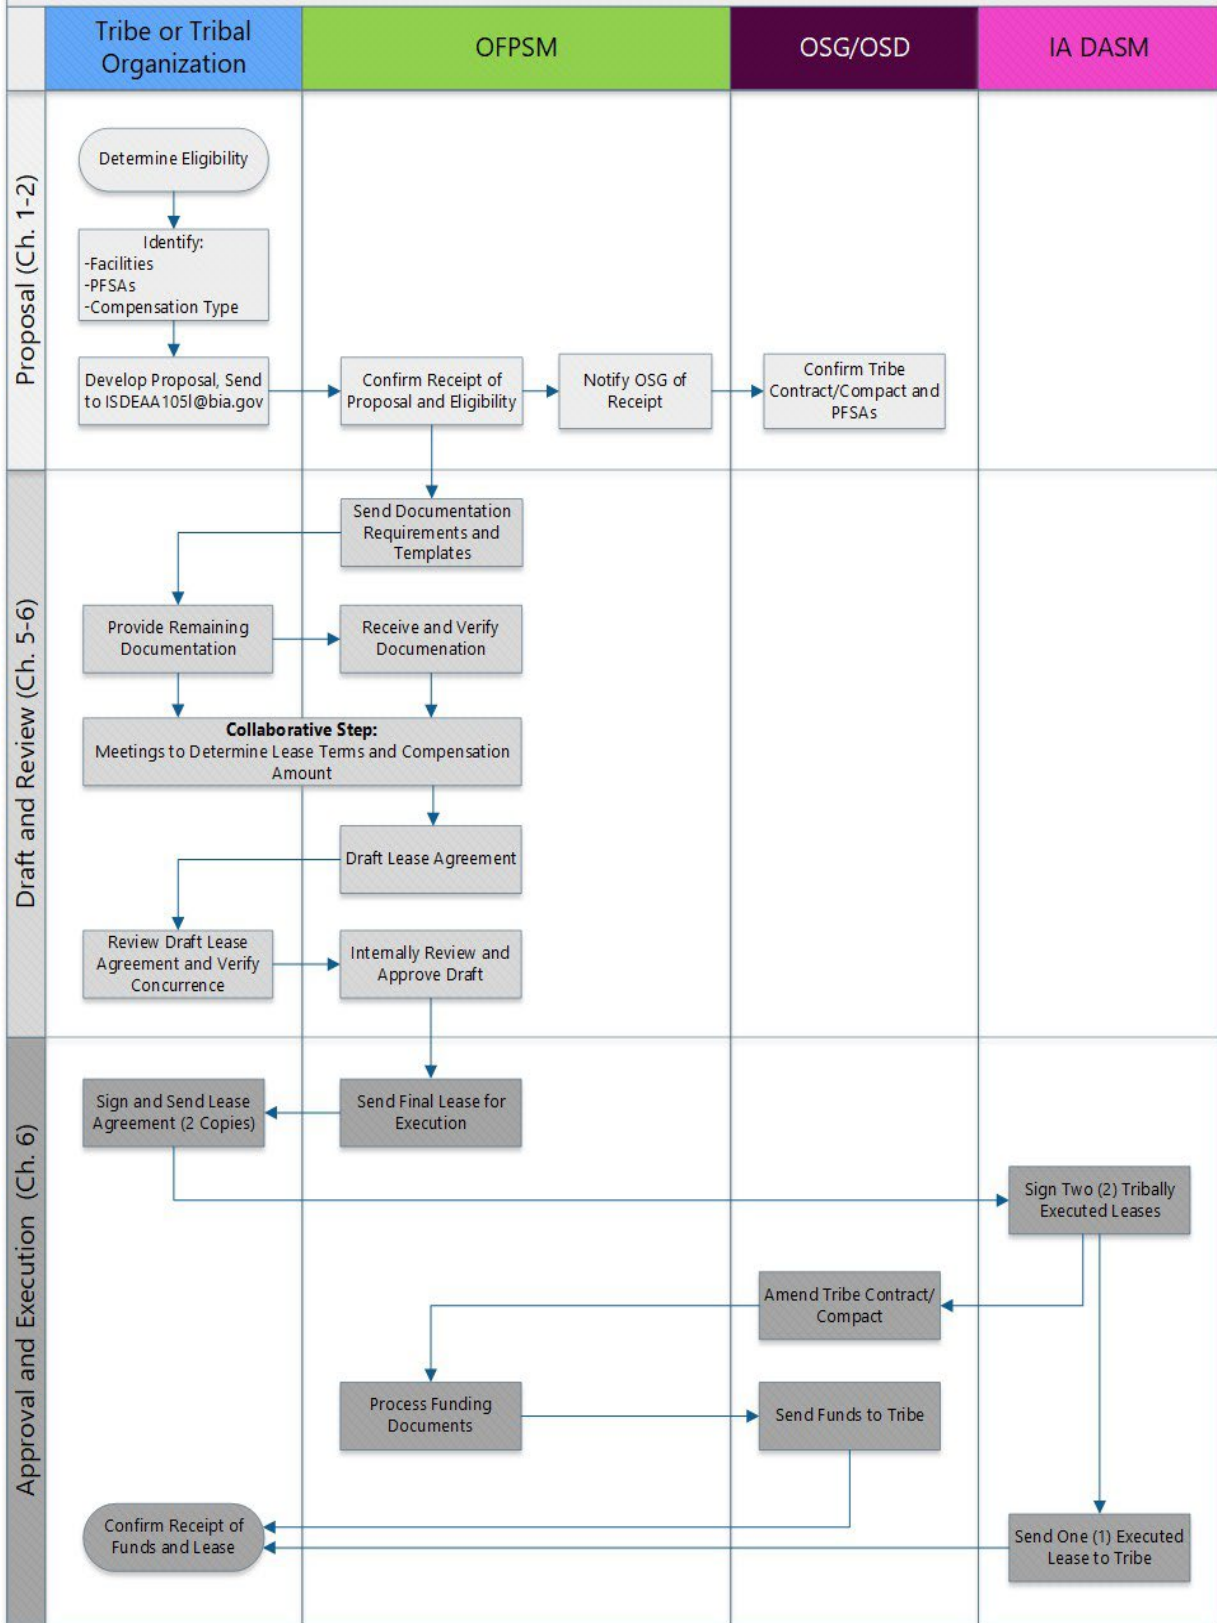 Tribe or Tribal
Organization
OFPSM
OSG/OSD
IA DASM
Proposal (Ch. 1-2)
Determine Eligibility
Identify:
-Facilities
-PFSAs
-Compensation Type
Develop Proposal, Send
to ISDEAA105l@bia.gov
Confirm Receipt of
Proposal and Eligibility
Notify OSG of
Receipt
Confirm Tribe
Contract/Compact and
PFSAs
Draft and Review (Ch. 5-6)
Send Documentation
Requirements and
Templates
Provide Remaining
Documentation
Receive and Verify
Documenation
Collaborative Step:
Meetings to Determine Lease Terms and Compensation
Amount
Draft Lease Agreement
Review Draft Lease
Agreement and Verify
Concurrence
Internally Review and
Approve Draft
Approval and Execution (Ch. 6)
Sign and Send Lease
Agreement (2 Copies)
Send Final Lease for
Execution
Sign Two (2) Tribally
Executed Leases
Amend Tribe Contract/
Compact
Process Funding
Documents
Send Funds to Tribe
Confirm Receipt of
Funds and Lease
Send One (1) Executed
Lease to Tribe